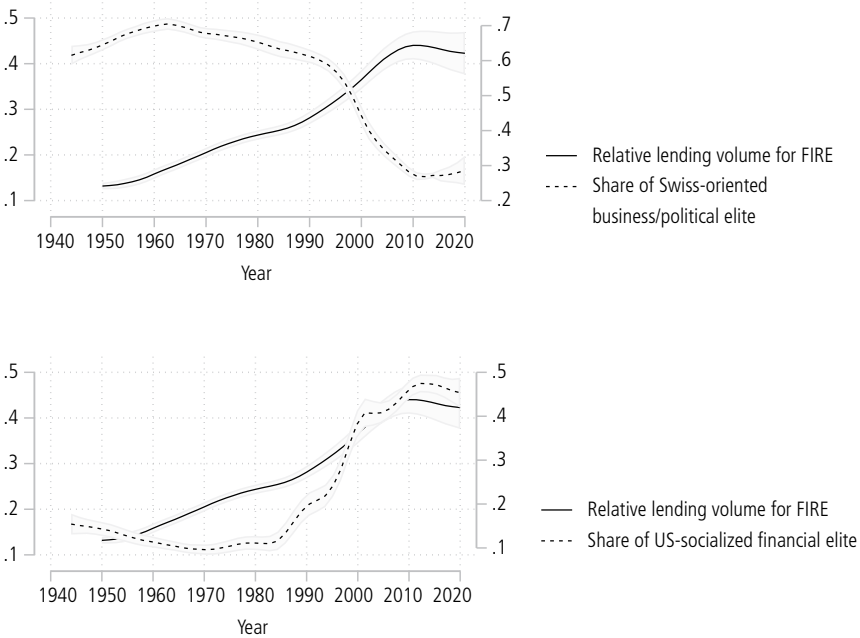 .5
.4
.3
.2
.1
.7
.6
.5
.4
.3
.2
1940 1950 1960 1970 1980 1990 2000 2010 2020
Year
Relative lending volume for FIRE
Share of Swiss-oriented
business/political elite
.5
.4
.3
.2
.1
.5
.4
.3
.2
.1
1940 1950 1960 1970 1980 1990 2000 2010 2020
Year
Relative lending volume for FIRE
Share of US-socialized financial elite